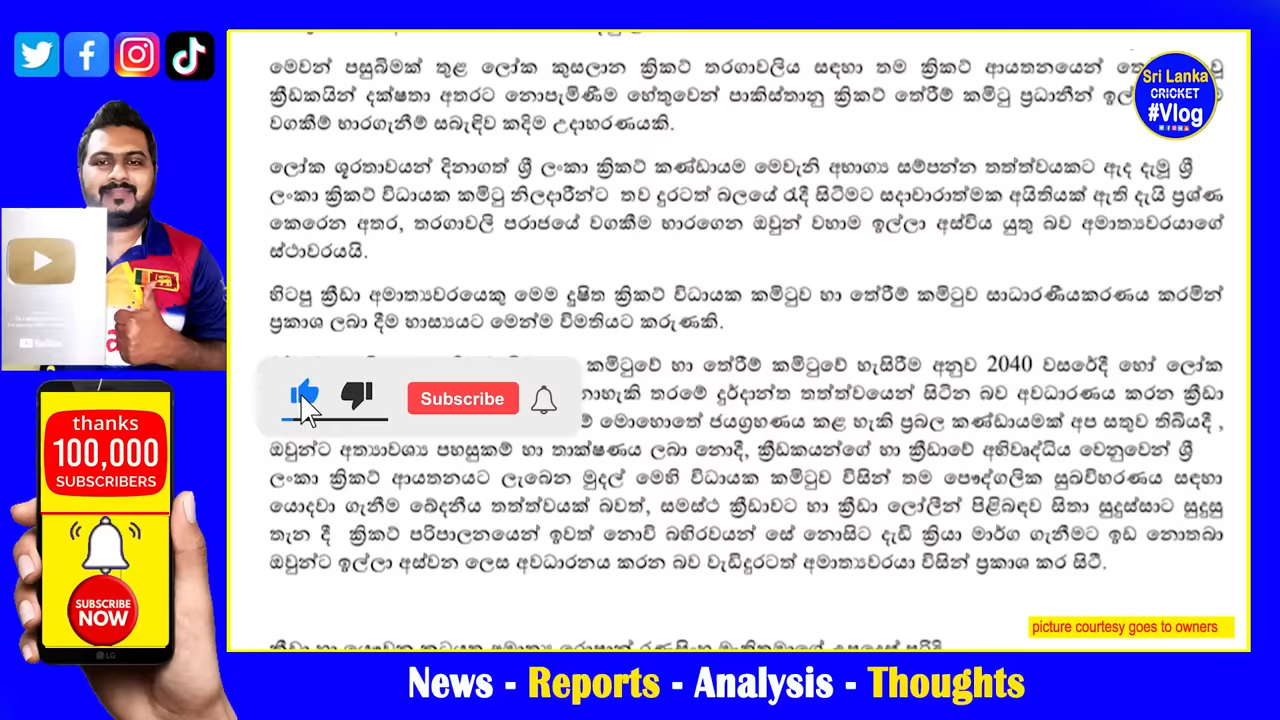 මෙවන් පසුබිමක් තුළ ලෝක කුසලාන ක්‍රිකට් තරගාවලිය සඳහා තම ක්‍රිකට් ආයතනයෙන්
ක්‍රීඩකයින් දක්ෂතා අතරට නොපැමිණීම හේතුවෙන් පාකිස්තානු ක්‍රිකට් තේරීම් කමිටු ප්‍රධානීන්
වගකීම් භාරගැනීම් සබැඳිව කදිම උදාහරණයකි.
Sri Lanka
CRICKET
#Vlog
ලෝක ශූරතාවයන් දිනාගත් ශ්‍රී ලංකා ක්‍රිකට් කණ්ඩායම මෙවැනි අභාග්‍ය සම්පන්න තත්ත්වයකට ඇද දැමූ ශ්‍රී
ලංකා ක්‍රිකට් විධායක කමිටු නිලදාරීන්ට තව දුරටත් බලයේ රැඳී සිටීමට සදාචාරාත්මක අයිතියක් ඇති දැයි ප්‍රශ්ණ
කෙරෙන අතර, තරගාවලි පරාජයේ වගකීම භාරගෙන ඔවුන් වහාම ඉල්ලා අස්විය යුතු බව අමාත්‍යවරයාගේ
ස්ථාවරයයි.
හිටපු ක්‍රීඩා අමාත්‍යවරයෙකු මෙම දූෂිත ක්‍රිකට් විධායක කමිටුව හා තේරීම් කමිටුව සාධාරණීයකරණය කරමින්
ප්‍රකාශ ලබා දීම හාස්‍යයට මෙන්ම විමතියට කරුණකි.
කමිටුවේ හා තේරීම් කමිටුවේ හැසිරීම අනුව 2040 වසරේදී හෝ ලෝක
තරමේ දුර්දාන්ත තත්ත්වයෙන් සිටින බව අවධාරණය කරන ක්‍රීඩා
මොහොතේ ජයග්‍රහණය කළ හැකි ප්‍රබල කණ්ඩායමක් අප සතුව තිබියදී ,
ඔවුන්ට අත්‍යාවශ්‍ය පහසුකම් හා තාක්ෂණය ලබා නොදී, ක්‍රීඩකයන්ගේ හා ක්‍රීඩාවේ අභිවෘද්ධිය වෙනුවෙන් ශ්‍රී
ලංකා ක්‍රිකට් ආයතනයට ලැබෙන මුදල් මෙහි විධායක කමිටුව විසින් තම පෞද්ගලික සුඛවිහරණය සඳහා
යොදවා ගැනීම ඛේදනීය තත්ත්වයක් බවත්, සමස්ථ ක්‍රීඩාවට හා ක්‍රීඩා ලෝලීන් පිළිබඳව සිතා සුදුස්සාට සුදුසු
තැන දී ක්‍රිකට් පරිපාලනයෙන් ඉවත් නොවී බහිරවයන් සේ නොසිට දැඩි ක්‍රියා මාර්ග ගැනීමට ඉඩ නොතබා
ඔවුන්ට ඉල්ලා අස්වන ලෙස අවධාරනය කරන බව වැඩිදුරටත් අමාත්‍යවරයා විසින් ප්‍රකාශ කර සිටී.
Subscribe
thanks
100,000
SUBSCRIBERS
SUBSCRIBE
NOW
LG
YouTube
picture courtesy goes to owners
News - Reports - Analysis - Thoughts